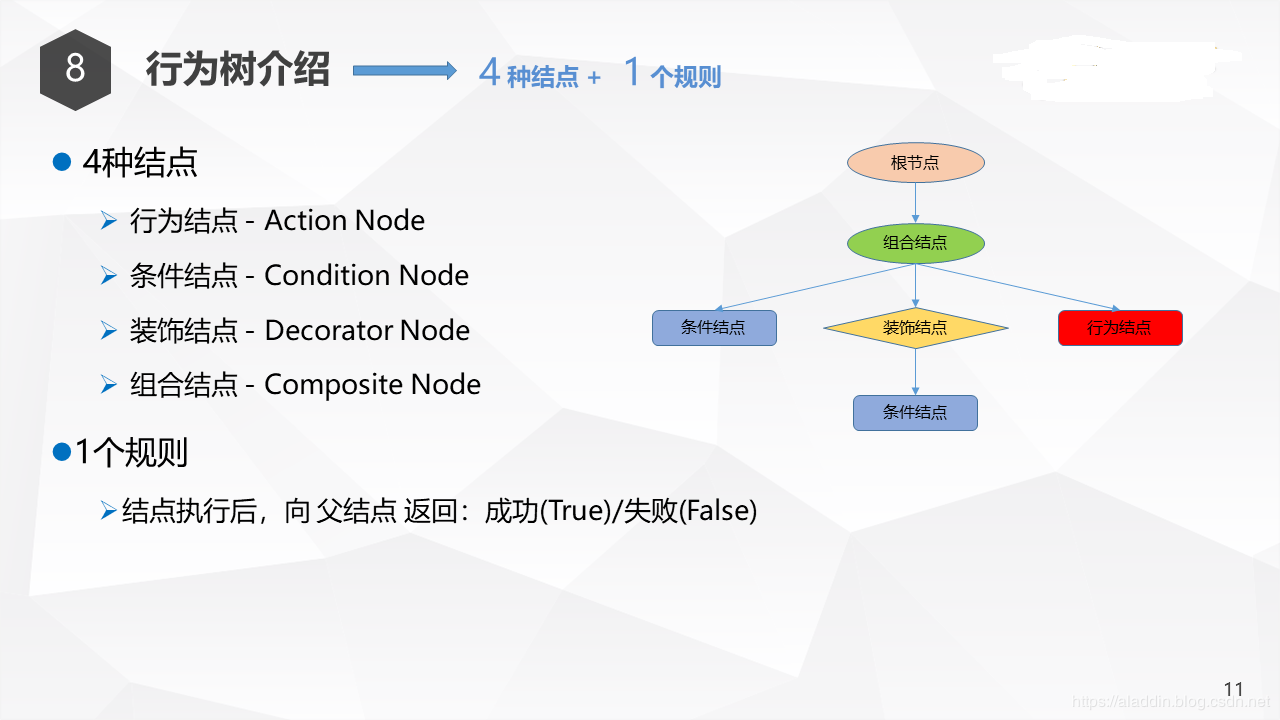 8
行为树介绍
4 种结点 + 1 个规则
4种结点
行为结点 - Action Node
条件结点 - Condition Node
装饰结点 - Decorator Node
组合结点 - Composite Node
1个规则
结点执行后，向 父结点 返回：成功(True)/失败(False)
根节点
组合结点
条件结点
装饰结点
行为结点
条件结点
11
https://aladdin.blog.csdn.net